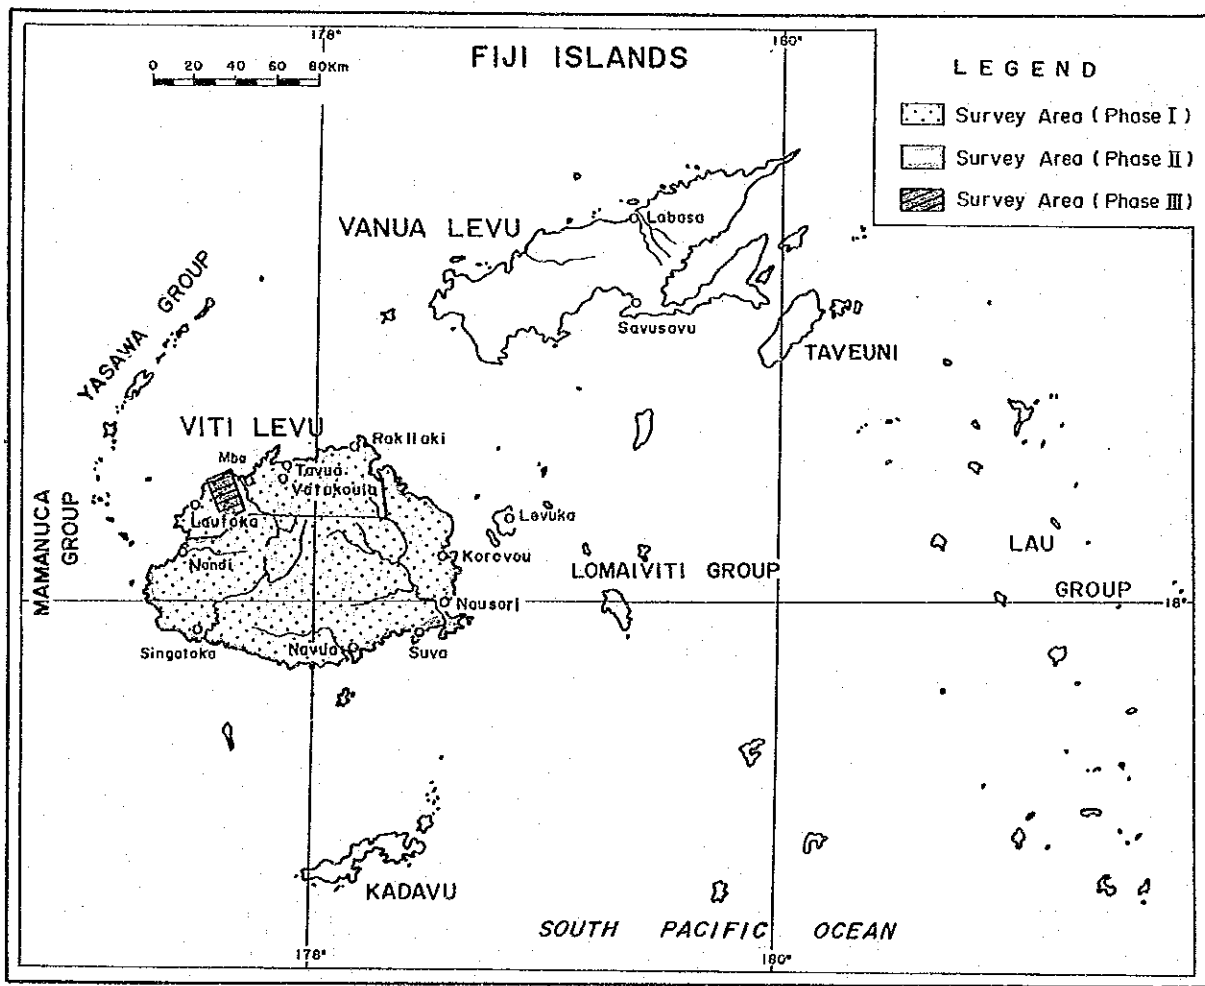 178°
160°
FIJI ISLANDS
0 20 40 60 80Km
LEGEND
Survey Area (Phase I)
Survey Area (Phase II)
Survey Area (Phase III)
Labasa
VANUA LEVU
YASAWA GROUP
Savusavu
TAVEUNI
VITI LEVU
Rakiraki
Mba
Tavua
Vatukoula
Lautoka
Levuka
MAMANUCA
GROUP
Nandi
Korovou
LAU
LOMAIVITI GROUP
GROUP
Nausori
18°
Singatoka
Navua
Suva
KADAVU
SOUTH PACIFIC OCEAN
178°
180°